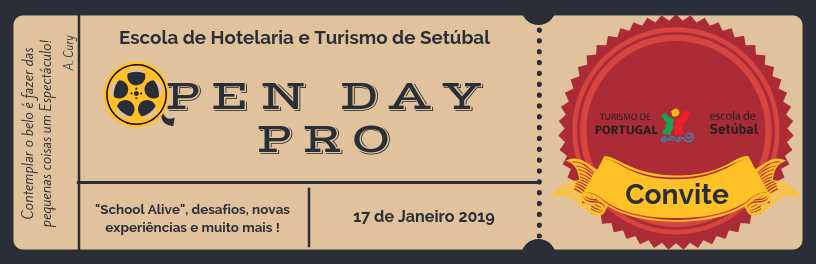 Contemplar o belo é fazer das
pequenas coisas um Espectáculo!
A. Cury
Escola de Hotelaria e Turismo de Setúbal
OPEN DAY
PRO
"School Alive", desafios, novas
experiências e muito mais !
17 de Janeiro 2019
TURISMO DE
PORTUGAL
escola de
Setúbal
Convite